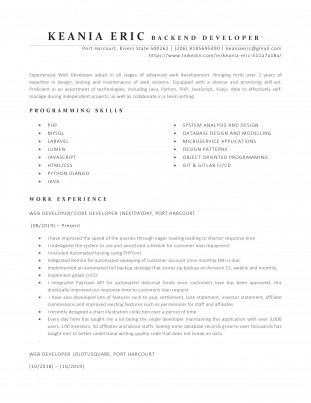 KEANIA ERIC BACKEND DEVELOPER
Port Harcourt, Rivers State 500262 | (206) 8185695490 | keaniaeric@gmail.com
https://www.linkedin.com/in/keania-eric-511a7a18a/
Experienced Web Developer adept in all stages of advanced web development. Bringing forth over 2 years of expertise in design, testing and maintenance of web systems. Equipped with a diverse and promising skill-set. Proficient in an assortment of technologies, including Java, Python, PHP, JavaScript, Vuejs. Able to effectively self-manage during independent projects, as well as collaborate in a team setting.
PROGRAMMING SKILLS
PHP
MYSQL
LARAVEL
LUMEN
JAVASCRIPT
HTML/CSS
PYTHON DJANGO
JAVA
SYSTEM ANALYSIS AND DESIGN
DATABASE DESIGN AND MODELLING
MICROSERVICE APPLICATIONS
DESIGN PATTERNS
OBJECT ORIENTED PROGRAMMING
GIT & GITLAB CI/CD
WORK EXPERIENCE
WEB DEVELOPER/ CORE DEVELOPER |NEXTPAYDAY, PORT HARCOURT
(08/2019) – Present
I have improved the speed of the queries through eager loading leading to shorter response time
I redesigned the system to use and amortized schedule for customer loan repayment
I included Automated testing using PHPUnit
Integrated Remita for automated sweeping of customer account once monthly EMI is due.
Implemented an automated full backup strategy that stores zip backup on Amazon S3, weekly and monthly
Implement gitlab CI/CD
I integrated Paystack API for automated disbursal funds once customers loan has been approved, this drastically improved our response time to customers loan request
I have also developed lots of features such as pug, settlement, loan statement, investor statement, affiliate commissions and improved existing features such as permissions for staff and affiliates
I recently designed a chart illustration collection over a period of time
Every day here has taught me a lot being the single developer maintaining this application with over 3,000 users, 100 investors, 50 affiliates and about staffs. Seeing some database records grow to over thousands has taught me to better understand writing code that does not break on data.
WEB DEVELOPER |OLOTUSQUARE, PORT HARCOURT
(10/2018) – (10/2019)